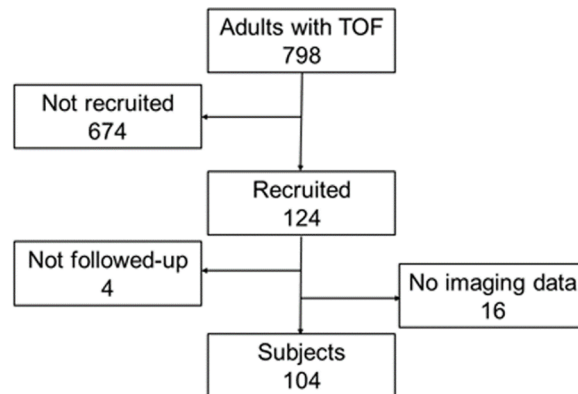 Adults with TOF
798
Not recruited
674
Recruited
124
Not followed-up
4
No imaging data
16
Subjects
104